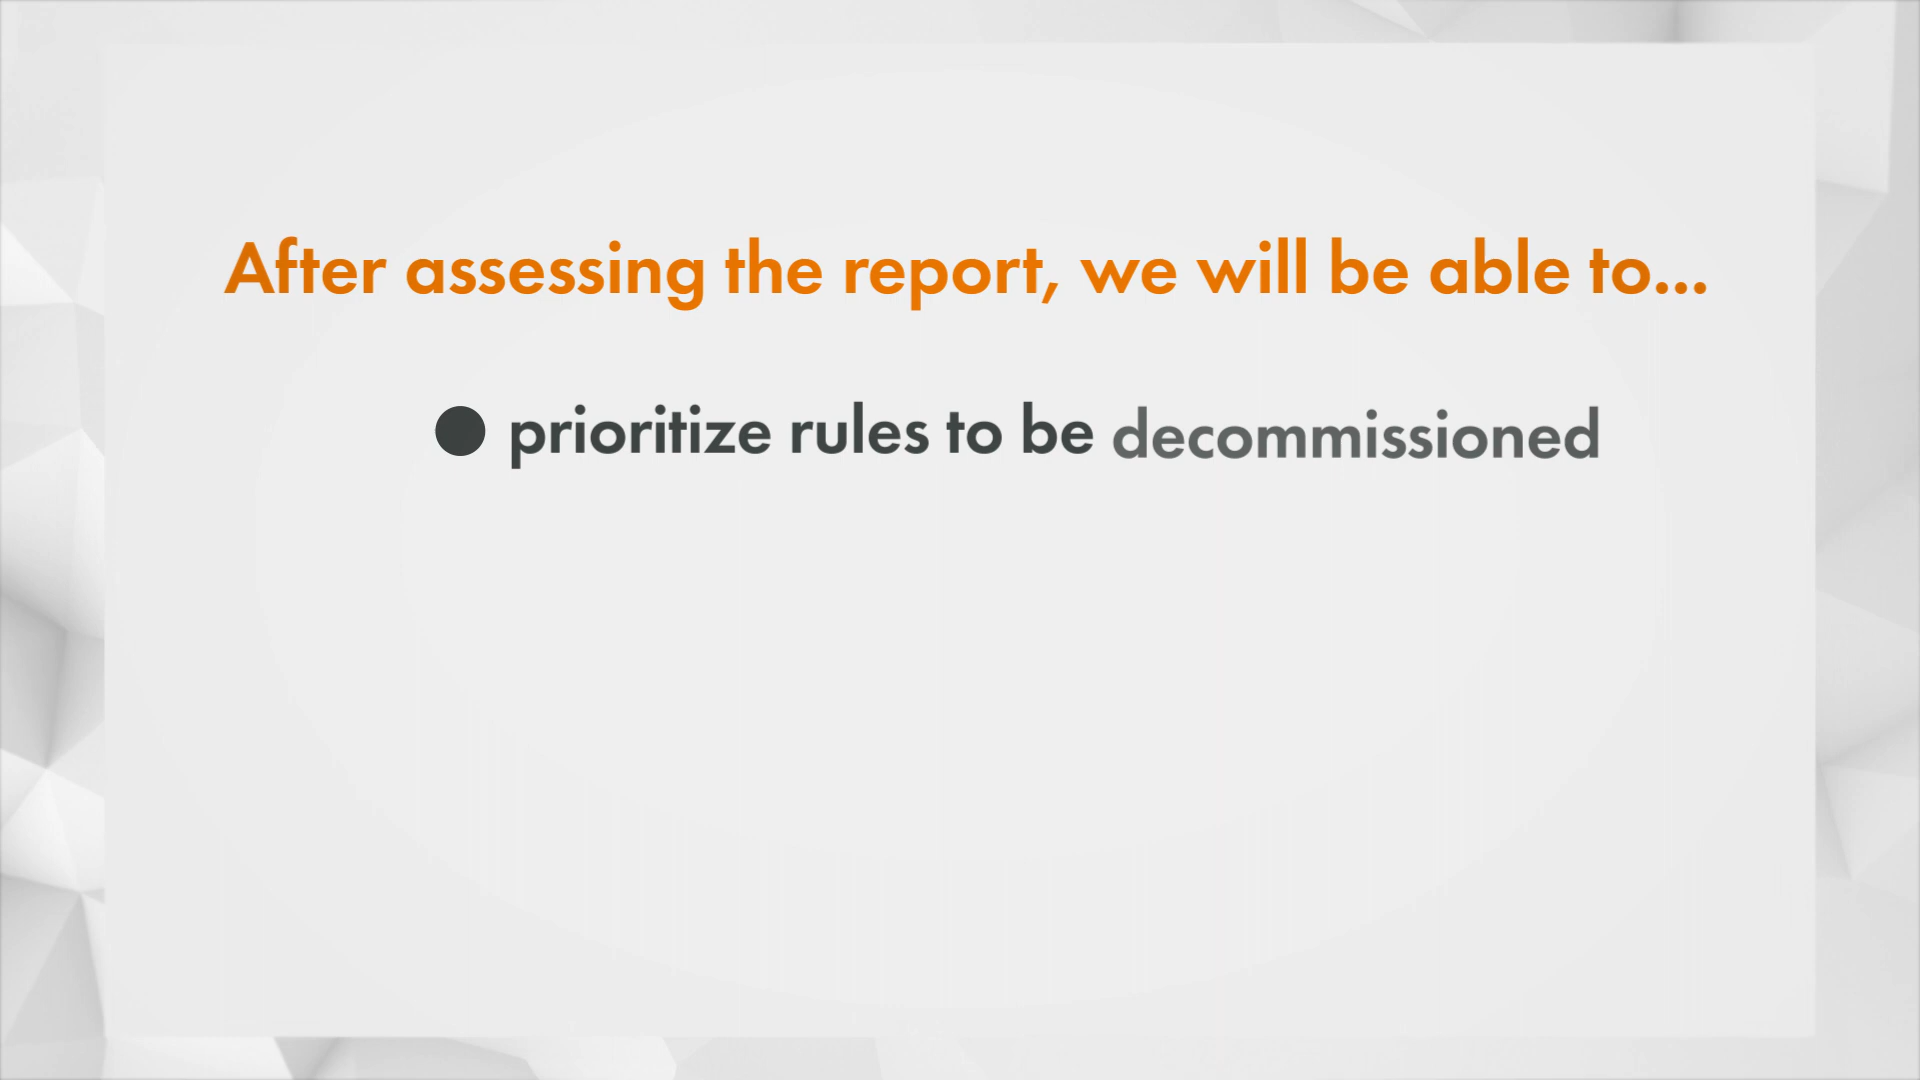 After assessing the report, we will be able to...
● prioritize rules to be decommissioned